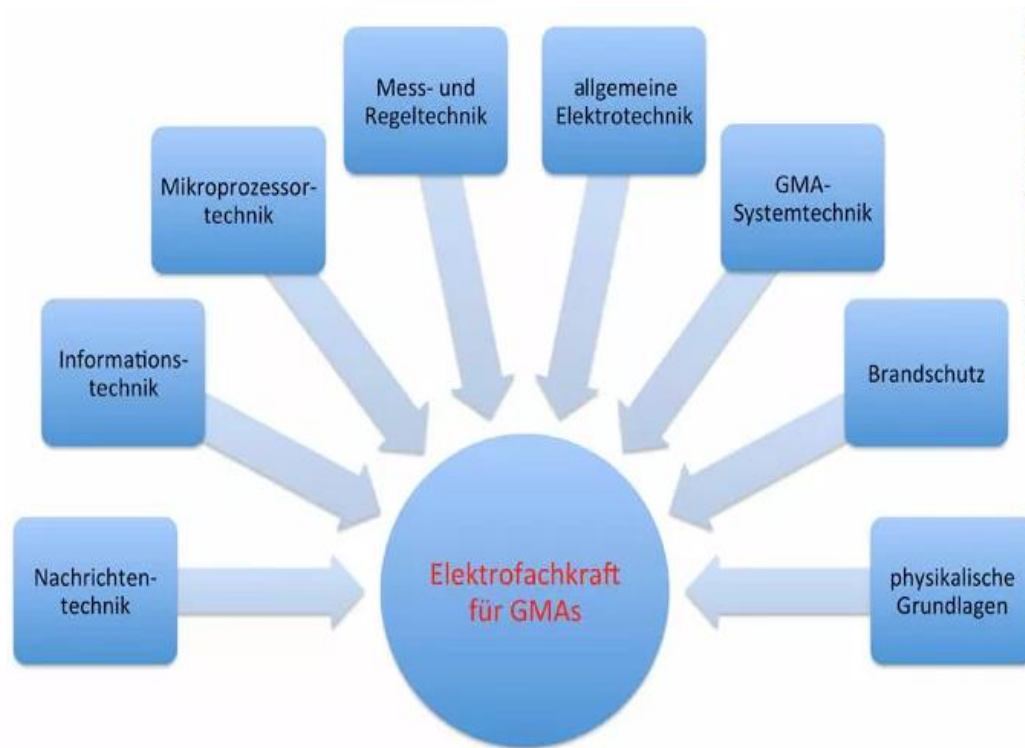 Mess- und
Regeltechnik
allgemeine
Elektrotechnik
Mikroprozessor-
technik
GMA-
Systemtechnik
Informations-
technik
Brandschutz
Nachrichten-
technik
Elektrofachkraft
für GMAs
physikalische
Grundlagen